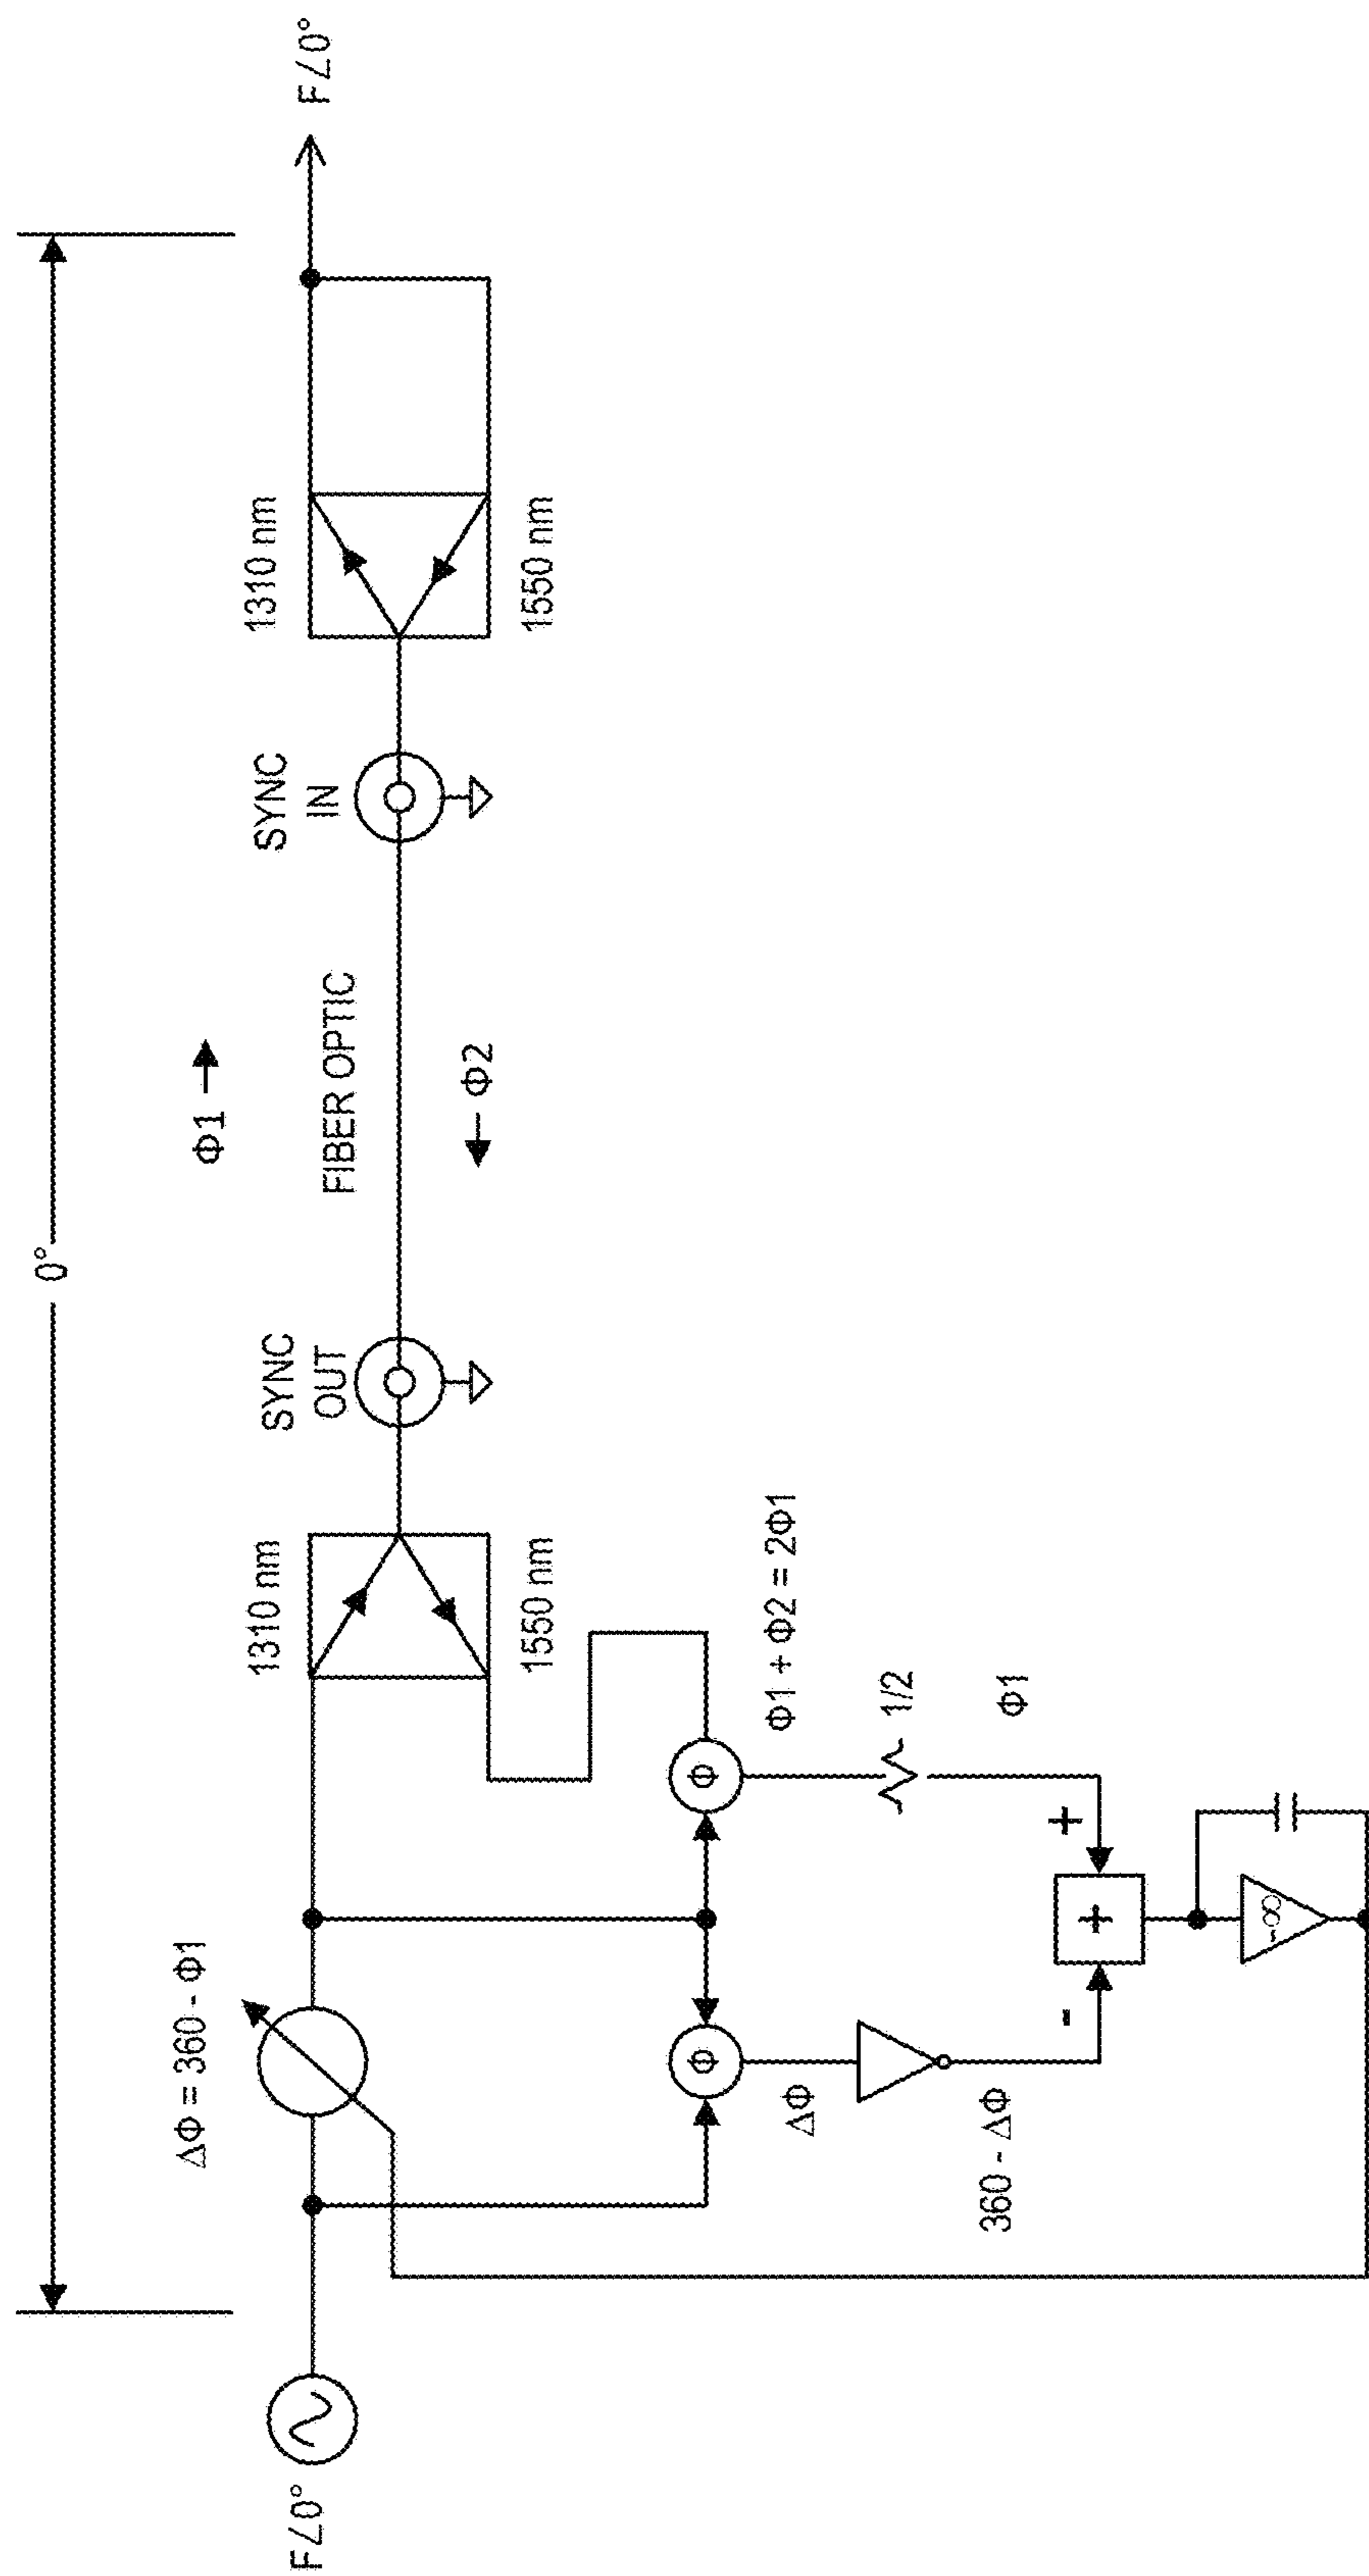 0°
F∠0°
ΔΦ = 360 - Φ1
1310 nm
1550 nm
SYNC
OUT
Φ1
FIBER OPTIC
Φ2
SYNC
IN
1310 nm
1550 nm
F∠0°
Φ
Φ
Φ1 + Φ2 = 2Φ1
ΔΦ
1/2
360 - ΔΦ
Φ1
-
+
+
-∞